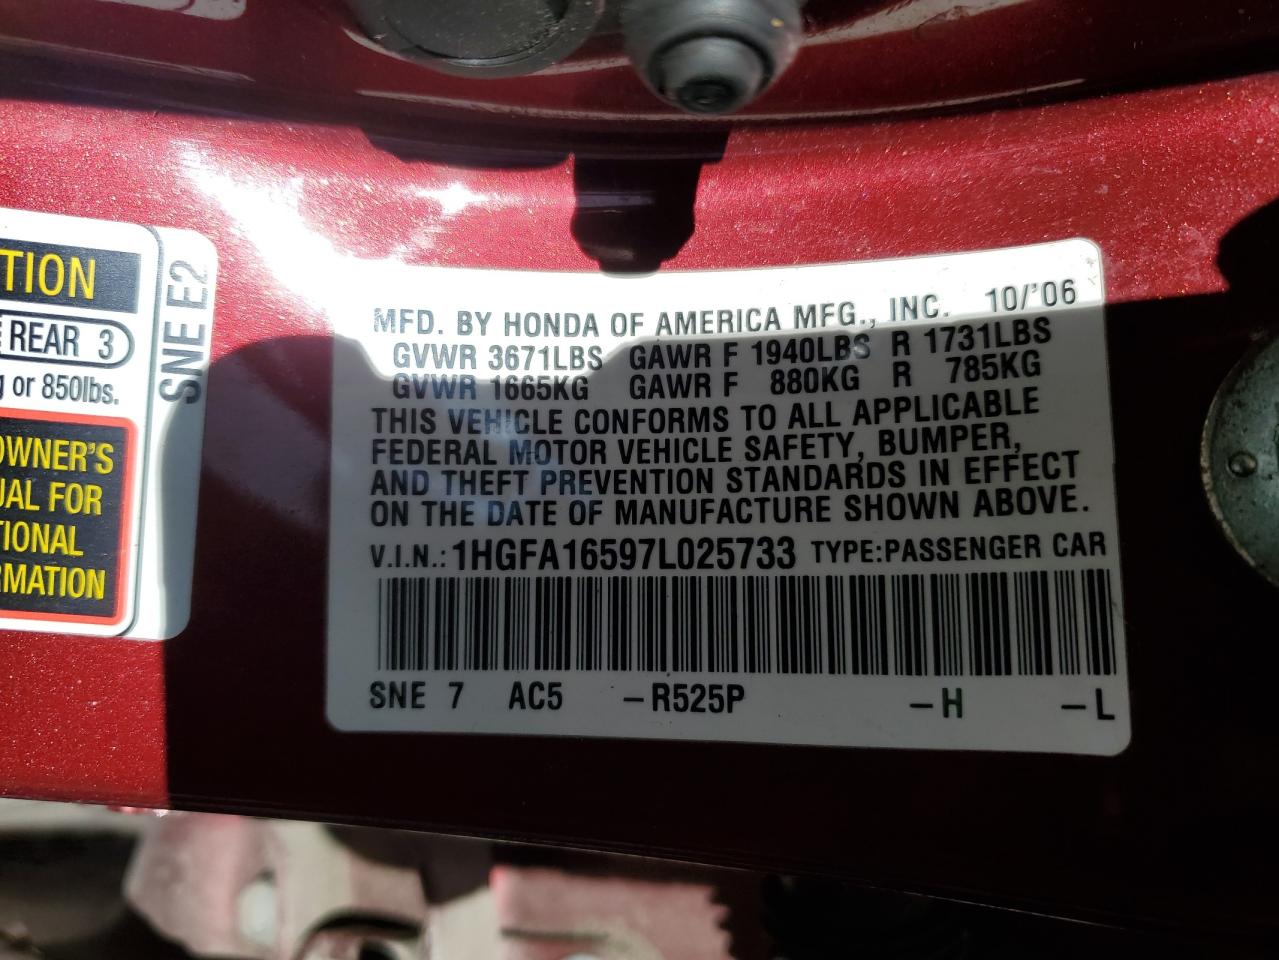 TION
REAR 3
g or 850lbs.
OWNER'S
UAL FOR
TIONAL
RMATION
SNE E2
MFD. BY HONDA OF AMERICA MFG., INC. 10/'06
GVWR 3671LBS GAWR F 1940LBS R 1731LBS
GVWR 1665KG GAWR F 880KG R 785KG
THIS VEHICLE CONFORMS TO ALL APPLICABLE
FEDERAL MOTOR VEHICLE SAFETY, BUMPER,
AND THEFT PREVENTION STANDARDS IN EFFECT
ON THE DATE OF MANUFACTURE SHOWN ABOVE.
V.I.N.: 1HGFA16597L025733 TYPE:PASSENGER CAR
SNE 7 AC5 –R525P –H –L